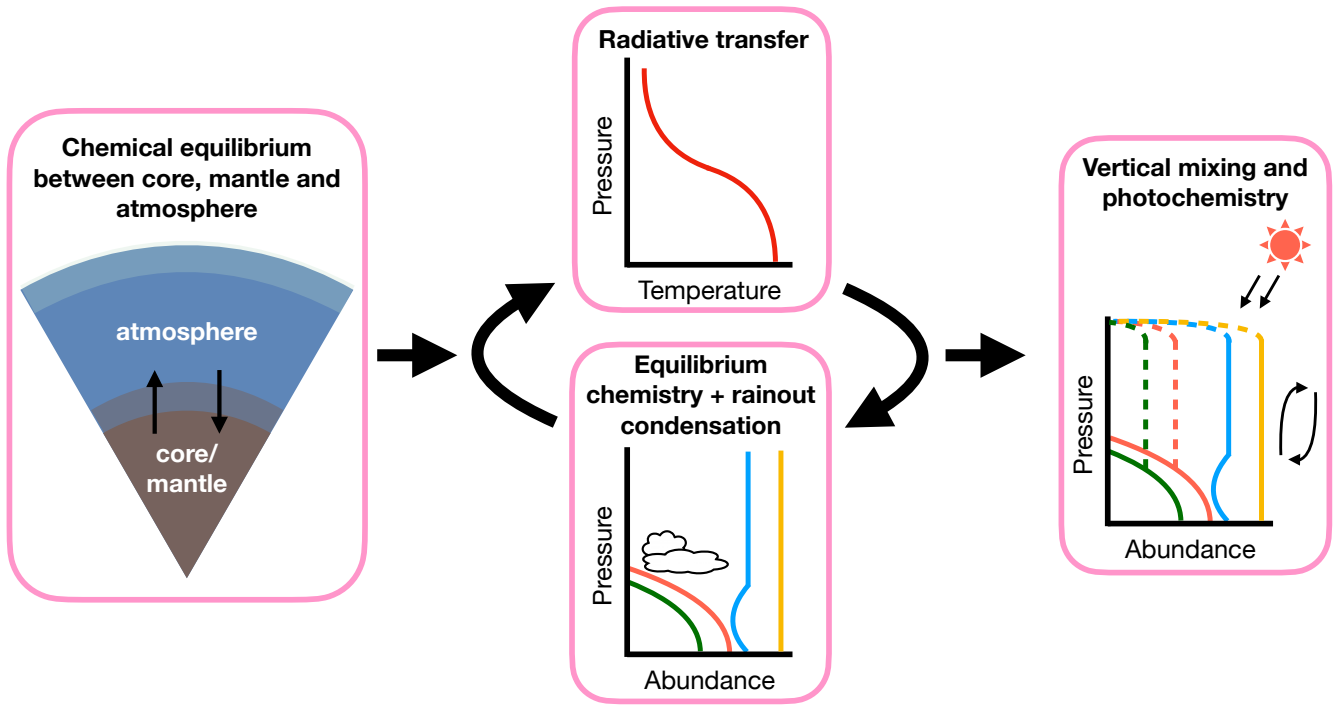 Chemical equilibrium
between core, mantle and
atmosphere
atmosphere
core/
mantle
Radiative transfer
Pressure
Temperature
Equilibrium
chemistry + rainout
condensation
Pressure
Abundance
Vertical mixing and
photochemistry
Pressure
Abundance